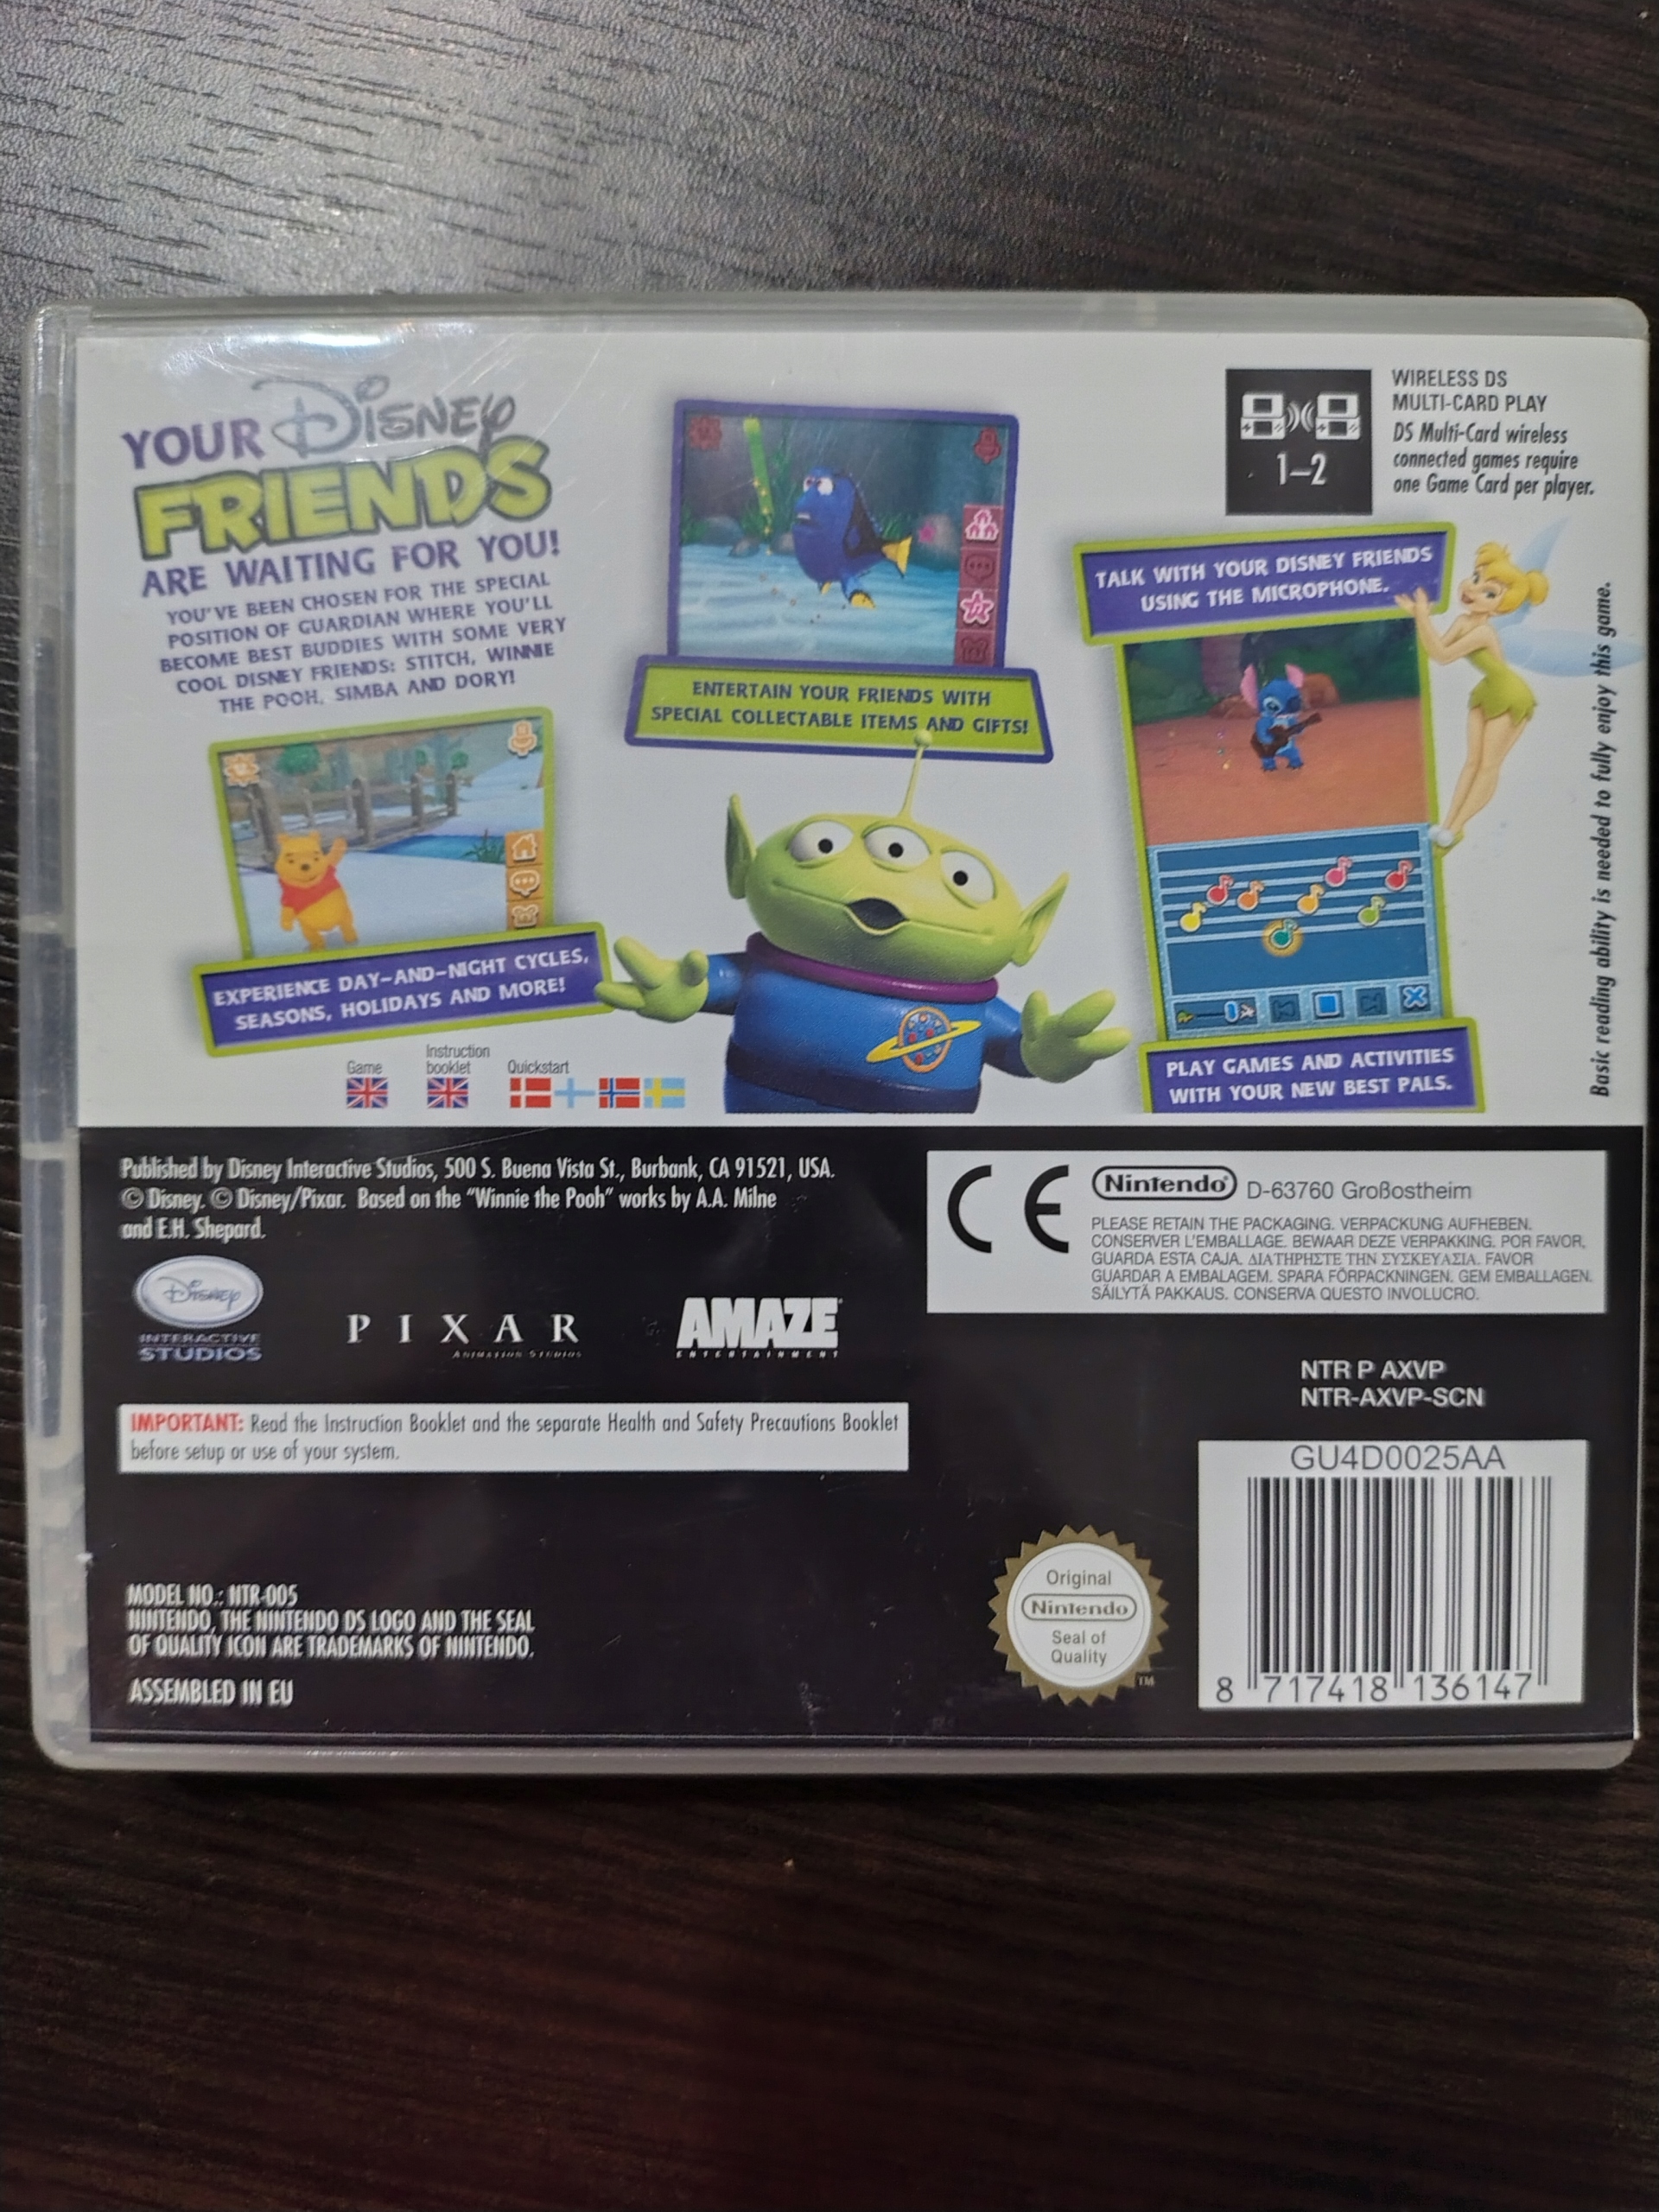 YOUR Disney
FRIENDS
ARE WAITING FOR YOU!
YOU'VE BEEN CHOSEN FOR THE SPECIAL
POSITION OF GUARDIAN WHERE YOU'LL
BECOME BEST BUDDIES WITH SOME VERY
COOL DISNEY FRIENDS: STITCH, WINNIE
THE POOH, SIMBA AND DORY!
EXPERIENCE DAY-AND-NIGHT CYCLES,
SEASONS, HOLIDAYS AND MORE!
ENTERTAIN YOUR FRIENDS WITH
SPECIAL COLLECTABLE ITEMS AND GIFTS!
1–2
WIRELESS DS
MULTI-CARD PLAY
DS Multi-Card wireless
connected games require
one Game Card per player.
TALK WITH YOUR DISNEY FRIENDS
USING THE MICROPHONE.
PLAY GAMES AND ACTIVITIES
WITH YOUR NEW BEST PALS.
Basic reading ability is needed to fully enjoy this game.
Game
Instruction
booklet
Quickstart
Published by Disney Interactive Studios, 500 S. Buena Vista St., Burbank, CA 91521, USA.
© Disney. © Disney/Pixar. Based on the "Winnie the Pooh" works by A.A. Milne
and E.H. Shepard.
Disney
INTERACTIVE
STUDIOS
PIXAR
ANIMATION STUDIOS
AMAZE
ENTERTAINMENT
CE
Nintendo® D-63760 Großostheim
PLEASE RETAIN THE PACKAGING. VERPACKUNG AUFHEBEN.
CONSERVER L'EMBALLAGE. BEWAAR DEZE VERPAKKING. POR FAVOR,
GUARDA ESTA CAJA. ΔΙΑΤΗΡΗΣΤΕ ΤΗΝ ΣΥΣΚΕΥΑΣΙΑ. FAVOR
GUARDAR A EMBALAGEM. SPARA FÖRPACKNINGEN. GEM EMBALLAGEN.
SÄILYTÄ PAKKAUS. CONSERVA QUESTO INVOLUCRO.
NTR P AXVP
NTR-AXVP-SCN
IMPORTANT: Read the Instruction Booklet and the separate Health and Safety Precautions Booklet
before setup or use of your system.
MODEL NO.: NTR-005
NINTENDO, THE NINTENDO DS LOGO AND THE SEAL
OF QUALITY ICON ARE TRADEMARKS OF NINTENDO.
ASSEMBLED IN EU
Original
Nintendo
Seal of
Quality
TM
GU4D0025AA
8 717418 136147